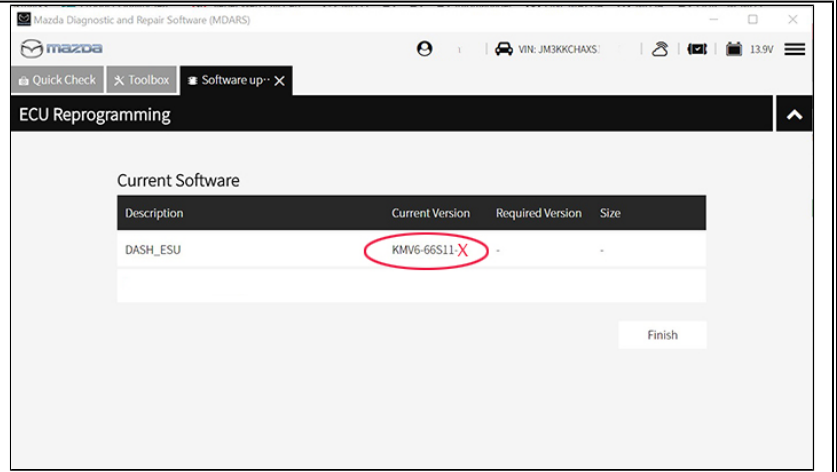 Mazda Diagnostic and Repair Software (MDARS)
mazda VIN: JM3KKCHAXS 13.9V
Quick Check Toolbox Software up··
ECU Reprogramming
Current Software
Description Current Version Required Version Size
DASH_ESU KMV6-66S11-X - -
Finish